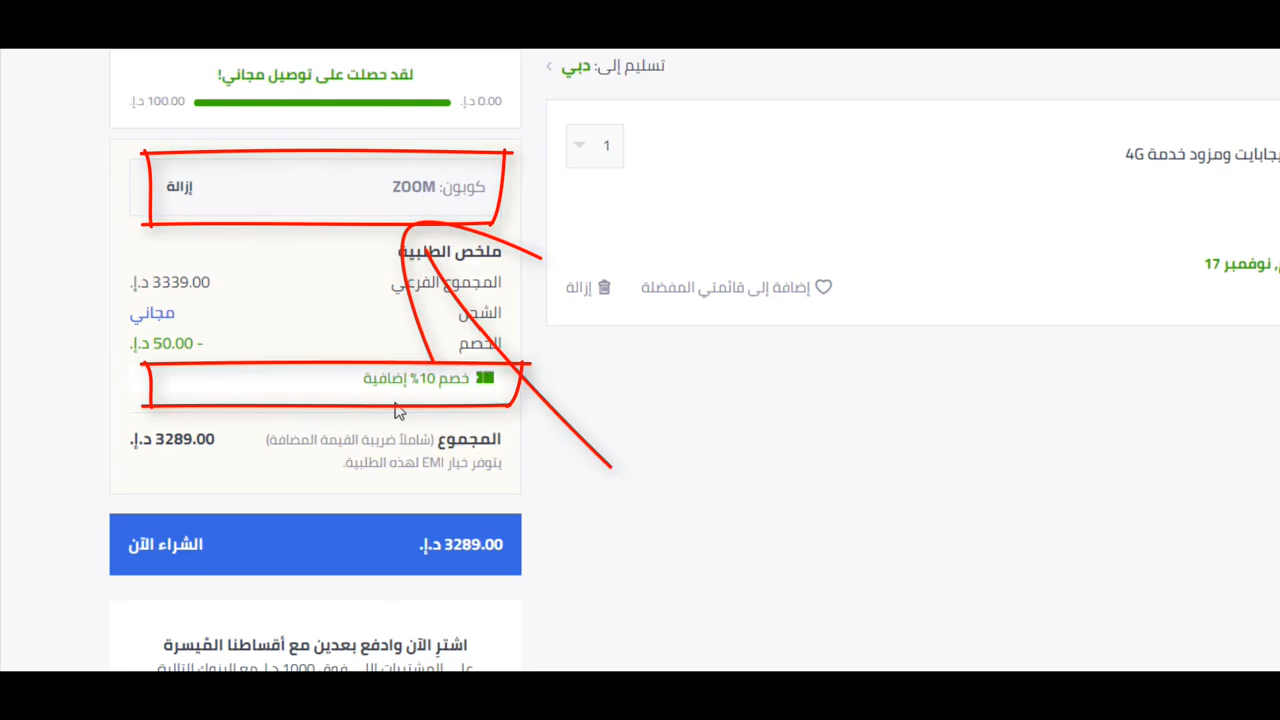 تسليم إلى: دبي
1
ومزود خدمة 4G
نوفمبر 17
إضافة إلى قائمتي المفضلة
إزالة
لقد حصلت على توصيل مجاني!
0.00 د.إ.
100.00 د.إ.
كوبون: ZOOM
إزالة
ملخص الطلبية
المجموع الفرعي 3339.00 د.إ.
الشحن مجاني
الخصم - 50.00 د.إ.
خصم 10% إضافية
المجموع (شاملاً ضريبة القيمة المضافة) 3289.00 د.إ.
يتوفر خيار EMI لهذه الطلبية.
3289.00 د.إ. الشراء الآن
اشترِ الآن وادفع بعدين مع أقساطنا المُيسرة